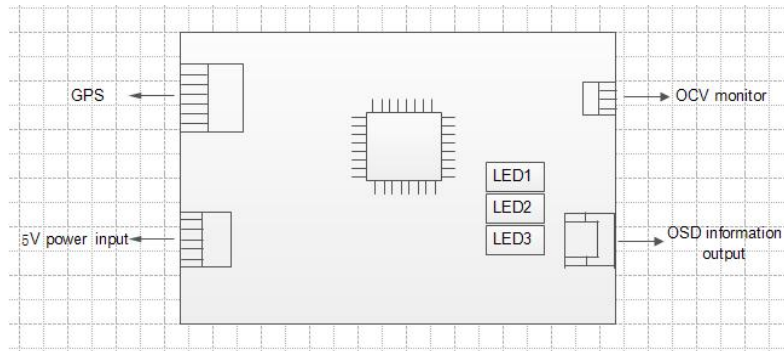 GPS
OCV monitor
LED1
LED2
LED3
5V power input
OSD information
output